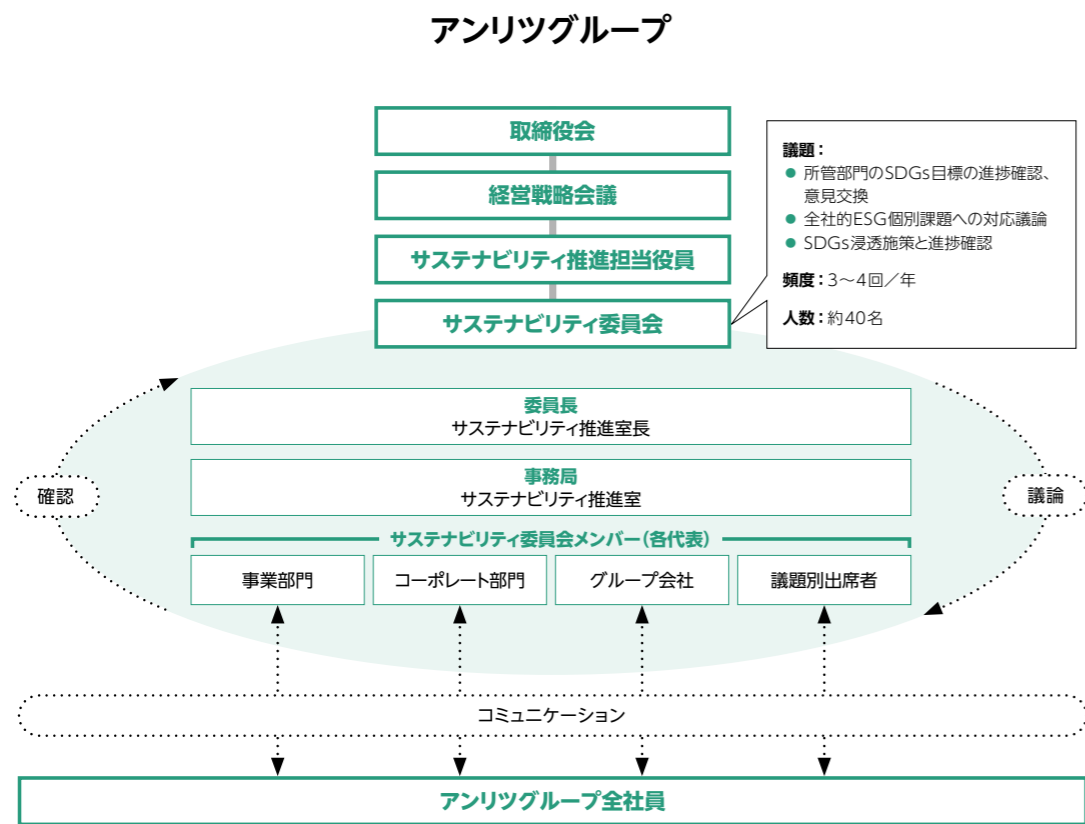 アンリツグループ
取締役会
経営戦略会議
サステナビリティ推進担当役員
サステナビリティ委員会
議題：
● 所管部門のSDGs目標の進捗確認、
意見交換
● 全社的ESG個別課題への対応議論
● SDGs浸透施策と進捗確認
頻度：3～4回／年
人数：約40名
委員長
サステナビリティ推進室長
事務局
サステナビリティ推進室
確認
議論
サステナビリティ委員会メンバー（各代表）
事業部門
コーポレート部門
グループ会社
議題別出席者
コミュニケーション
アンリツグループ全社員